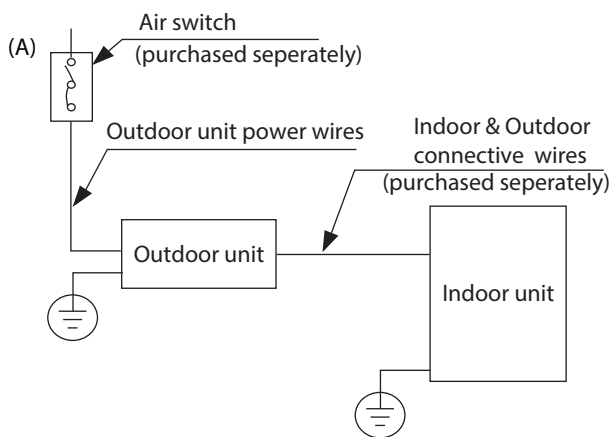 (A)
Air switch
(purchased seperately)
Outdoor unit power wires
Indoor & Outdoor
connective wires
(purchased seperately)
Outdoor unit
Indoor unit